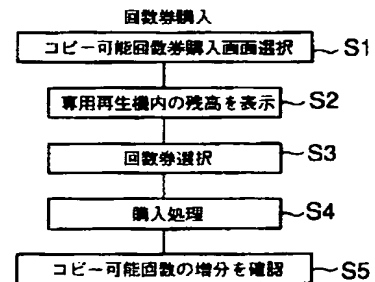 回数券購入
コピー可能回数券購入画面選択 S1
専用再生機内の残高を表示 S2
回数券選択 S3
購入処理 S4
コピー可能回数の増分を確認 S5